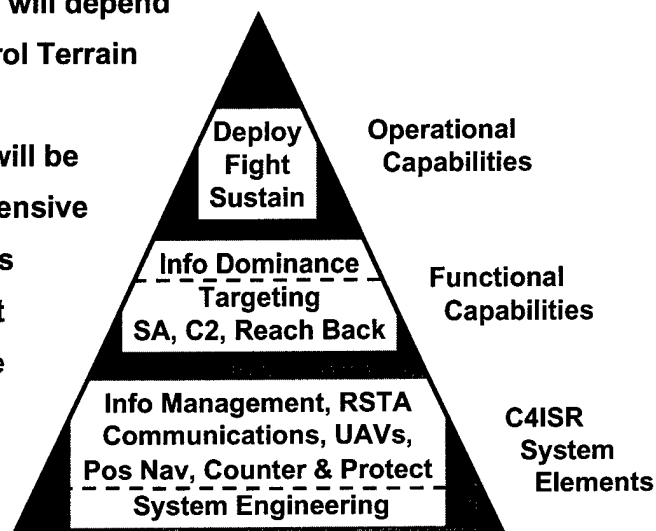 will depend
rol Terrain
will be
ensive
s
t
e
Deploy
Fight
Sustain
Operational
Capabilities
Info Dominance
Targeting
SA, C2, Reach Back
Functional
Capabilities
Info Management, RSTA
Communications, UAVs,
Pos Nav, Counter & Protect
System Engineering
C4ISR
System
Elements